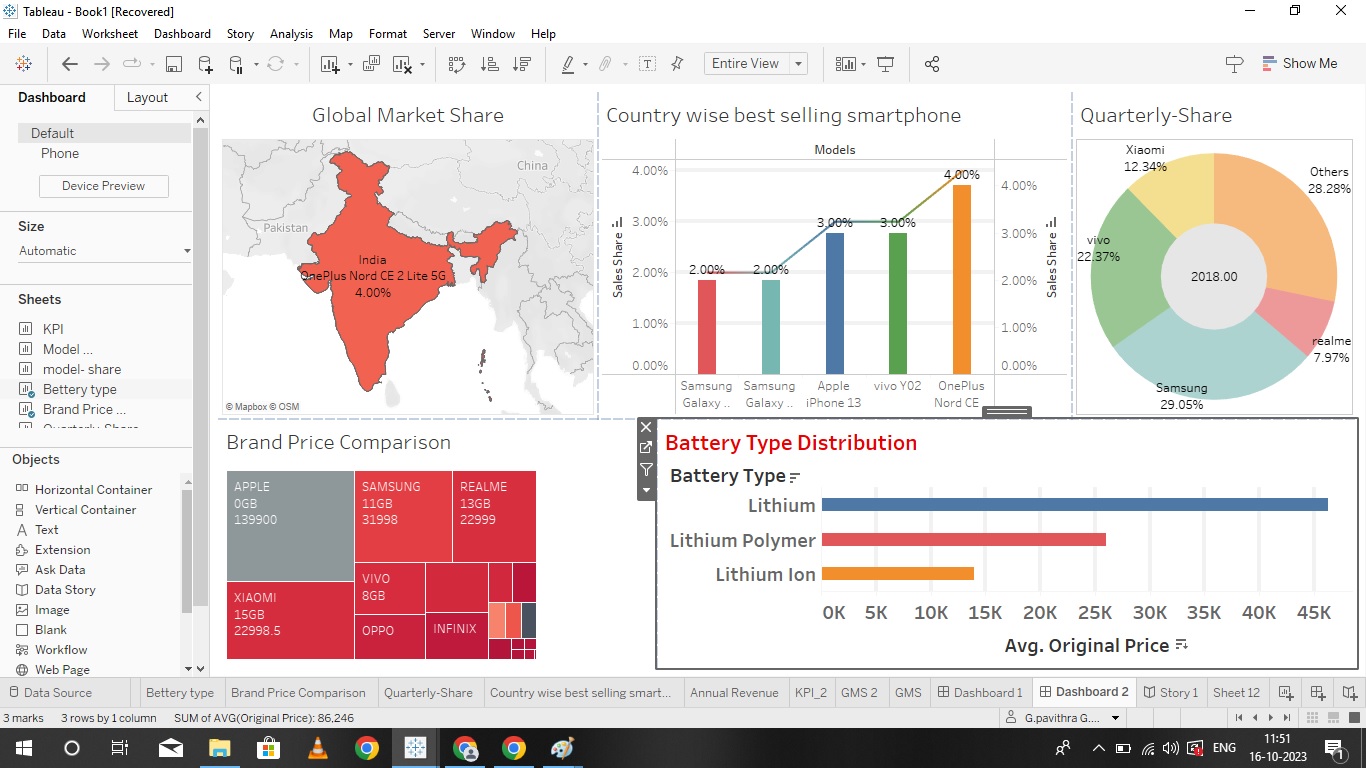 Tableau - Book1 [Recovered]
File Data Worksheet Dashboard Story Analysis Map Format Server Window Help
Entire View
Show Me
Dashboard Layout
Default
Phone
Device Preview
Size
Automatic
Sheets
KPI
Model ...
model- share
Bettery type
Brand Price ...
Quarterly-Share
Objects
Horizontal Container
Vertical Container
Text
Extension
Ask Data
Data Story
Image
Blank
Workflow
Web Page
Global Market Share
China
Pakistan
India
OnePlus Nord CE 2 Lite 5G
4.00%
© Mapbox © OSM
Country wise best selling smartphone
Models
Sales Share
4.00%
3.00%
2.00%
1.00%
0.00%
2.00%
2.00%
3.00%
3.00%
4.00%
Samsung
Galaxy ..
Samsung
Galaxy ..
Apple
iPhone 13
vivo Y02
OnePlus
Nord CE
4.00%
3.00%
2.00%
1.00%
0.00%
Sales Share
Quarterly-Share
Xiaomi
12.34%
Others
28.28%
vivo
22.37%
2018.00
realme
7.97%
Samsung
29.05%
Brand Price Comparison
APPLE
0GB
139900
SAMSUNG
11GB
31998
REALME
13GB
22999
XIAOMI
15GB
22998.5
VIVO
8GB
OPPO
INFINIX
Battery Type Distribution
Battery Type
Lithium
Lithium Polymer
Lithium Ion
0K 5K 10K 15K 20K 25K 30K 35K 40K 45K
Avg. Original Price
Data Source Bettery type Brand Price Comparison Quarterly-Share Country wise best selling smart... Annual Revenue KPI_2 GMS 2 GMS Dashboard 1 Dashboard 2 Story 1 Sheet 12
3 marks 3 rows by 1 column SUM of AVG(Original Price): 86,246
G.pavithra G....
ENG
11:51
16-10-2023
1